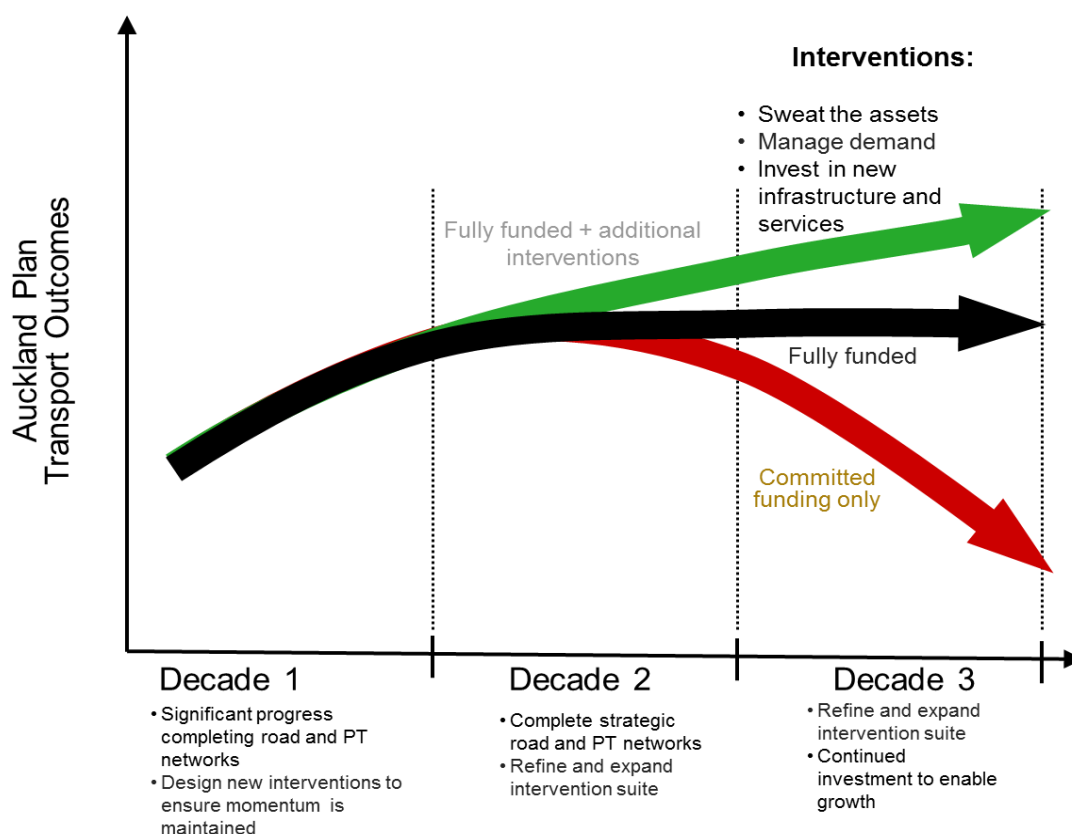 Interventions:
• Sweat the assets
• Manage demand
• Invest in new
infrastructure and
services
Fully funded + additional
interventions
Auckland Plan
Transport Outcomes
Fully funded
Committed
funding only
Decade 1
• Significant progress
completing road and PT
networks
• Design new interventions to
ensure momentum is
maintained
Decade 2
• Complete strategic
road and PT networks
• Refine and expand
intervention suite
Decade 3
• Refine and expand
intervention suite
• Continued
investment to enable
growth